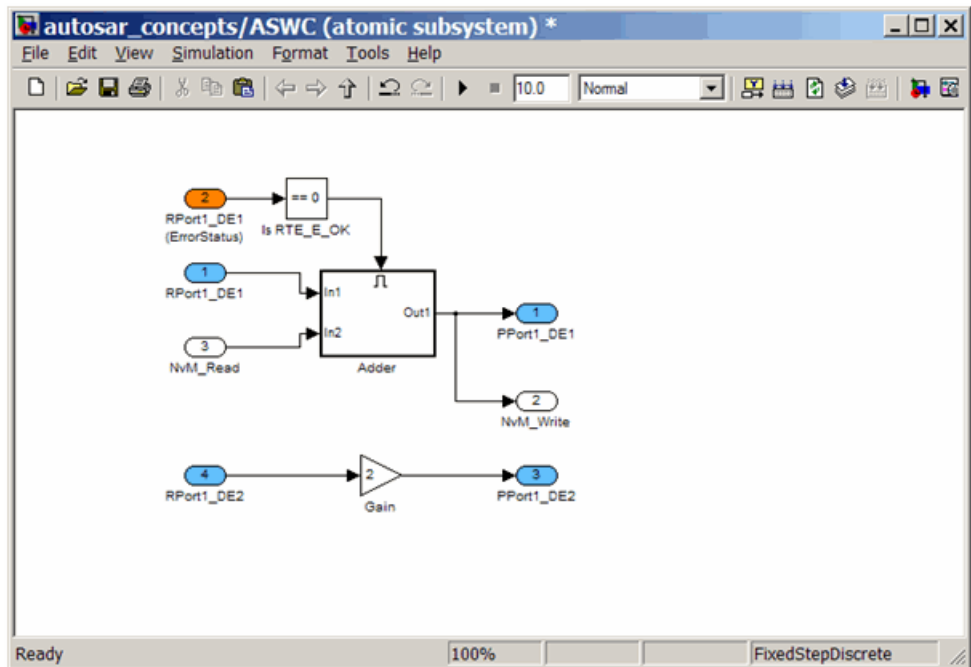 autosar_concepts/ASWC (atomic subsystem) *
File Edit View Simulation Format Tools Help
10.0 Normal
2
RPort1_DE1
(ErrorStatus)
== 0
Is RTE_E_OK
1
RPort1_DE1
3
NvM_Read
In1
In2
Out1
Adder
1
PPort1_DE1
2
NvM_Write
4
RPort1_DE2
2
Gain
3
PPort1_DE2
Ready 100% FixedStepDiscrete